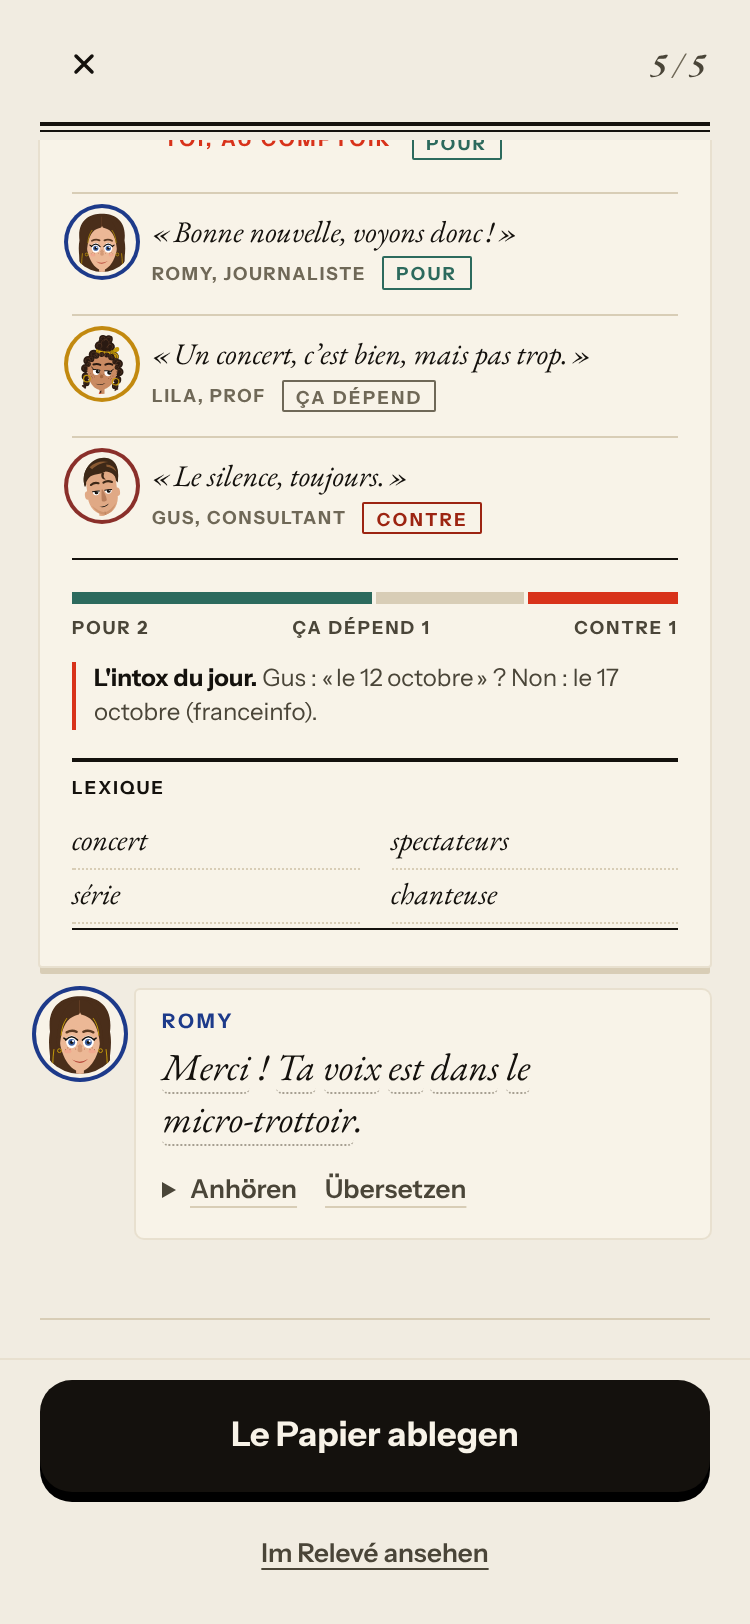 5/5
TOI, AU COMPTOIR POUR
« Bonne nouvelle, voyons donc ! »
ROMY, JOURNALISTE POUR
« Un concert, c’est bien, mais pas trop. »
LILA, PROF ÇA DÉPEND
« Le silence, toujours. »
GUS, CONSULTANT CONTRE
POUR 2 ÇA DÉPEND 1 CONTRE 1
L'intox du jour. Gus : « le 12 octobre » ? Non : le 17
octobre (franceinfo).
LEXIQUE
concert spectateurs
série chanteuse
ROMY
Merci ! Ta voix est dans le
micro-trottoir.
Anhören Übersetzen
Le Papier ablegen
Im Relevé ansehen